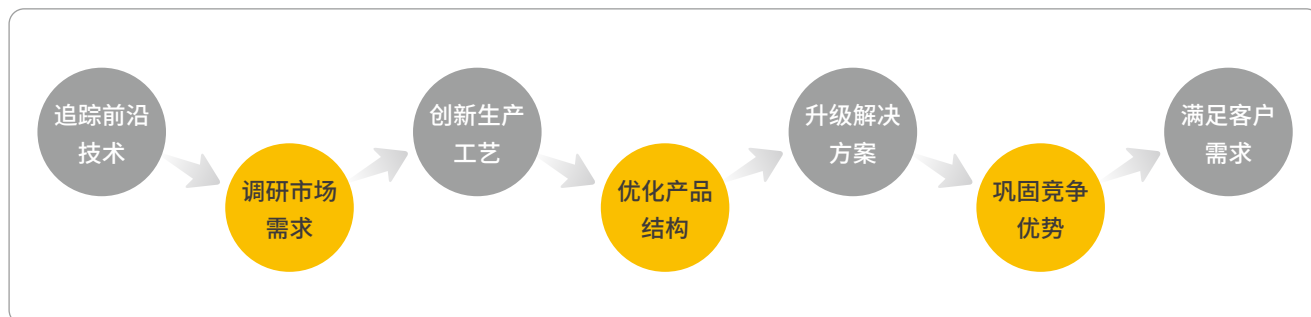 追踪前沿
技术
调研市场
需求
创新生产
工艺
优化产品
结构
升级解决
方案
巩固竞争
优势
满足客户
需求